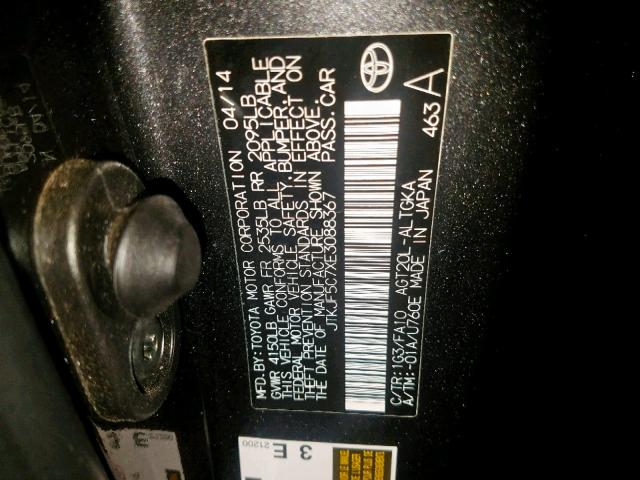 MFD. BY: TOYOTA MOTOR CORPORATION 04/14
GVWR 4150LB GAWR FR 2535LB RR 2095LB
THIS VEHICLE CONFORMS TO ALL APPLICABLE
FEDERAL MOTOR VEHICLE SAFETY, BUMPER, AND
THEFT PREVENTION STANDARDS IN EFFECT ON
THE DATE OF MANUFACTURE SHOWN ABOVE.
JTKJF5C7XE3088367 PASS. CAR
C/TR: 1G3/FA10 AGT20L-ALTGKA 463 A
A/TM: -01A/U760E MADE IN JAPAN
3 E
21200